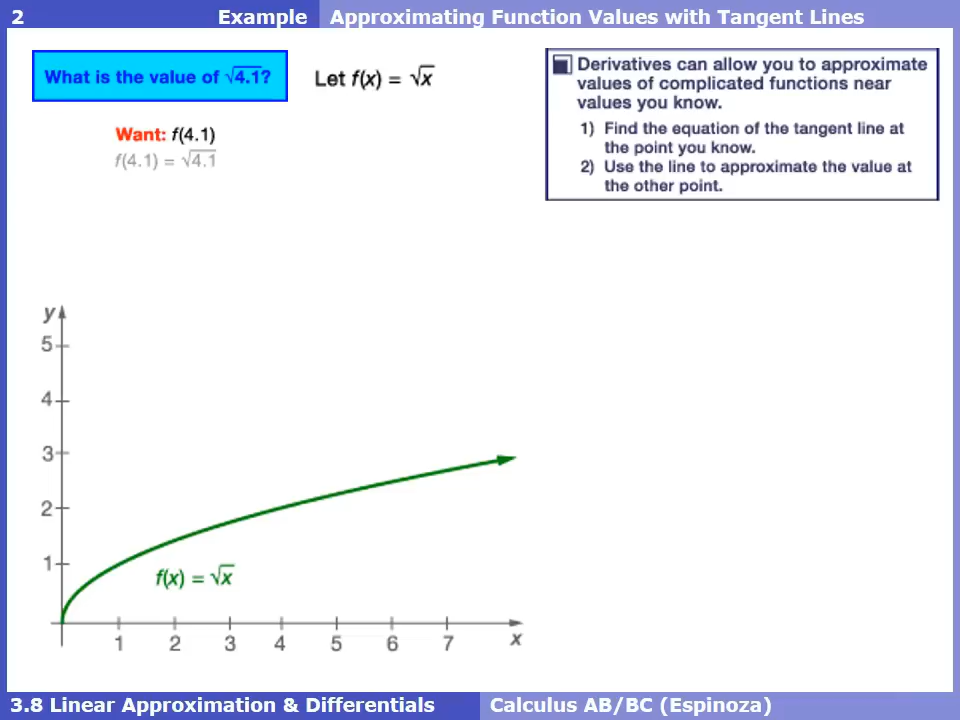 2 Example Approximating Function Values with Tangent Lines
What is the value of √4.1?
Let f(x) = √x
Want: f(4.1)
f(4.1) = √4.1
Derivatives can allow you to approximate
values of complicated functions near
values you know.
1) Find the equation of the tangent line at
the point you know.
2) Use the line to approximate the value at
the other point.
y
5
4
3
2
1
f(x) = √x
1 2 3 4 5 6 7 x
3.8 Linear Approximation & Differentials Calculus AB/BC (Espinoza)